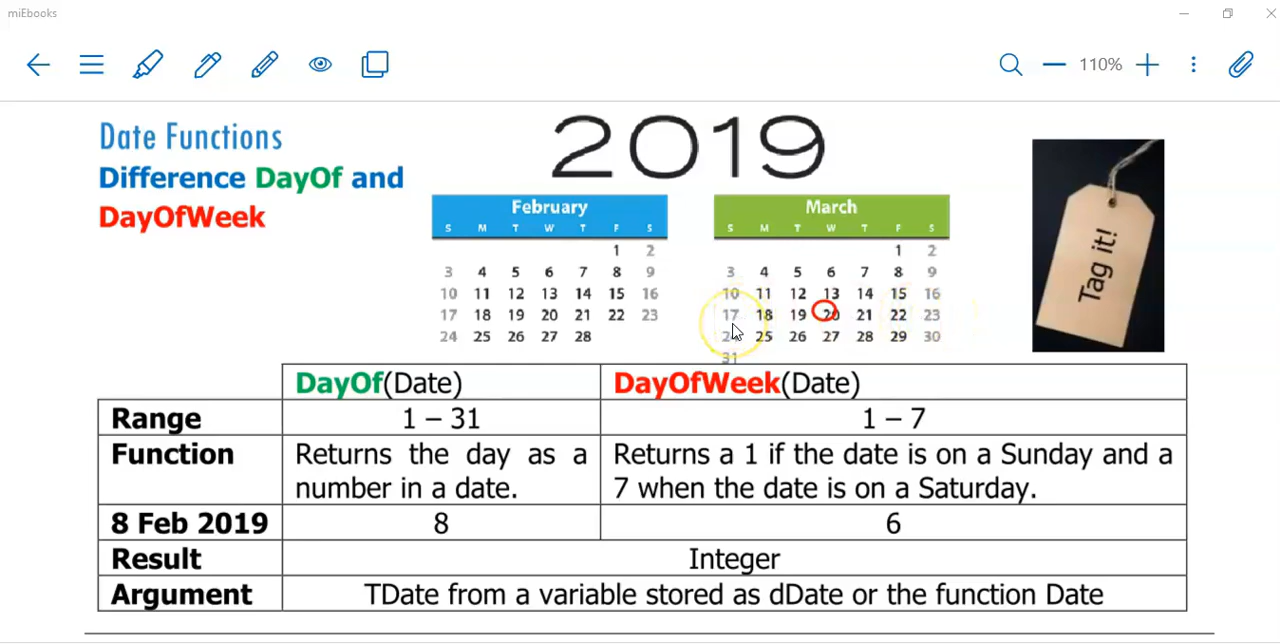 miEbooks
110%
Date Functions
Difference DayOf and
DayOfWeek
2019
February
S M T W T F S
1 2
3 4 5 6 7 8 9
10 11 12 13 14 15 16
17 18 19 20 21 22 23
24 25 26 27 28
March
S M T W T F S
1 2
3 4 5 6 7 8 9
10 11 12 13 14 15 16
17 18 19 20 21 22 23
25 26 27 28 29 30
31
Tag it!
DayOf(Date) DayOfWeek(Date)
Range 1 – 31 1 – 7
Function Returns the day as a Returns a 1 if the date is on a Sunday and a
number in a date. 7 when the date is on a Saturday.
8 Feb 2019 8 6
Result Integer
Argument TDate from a variable stored as dDate or the function Date